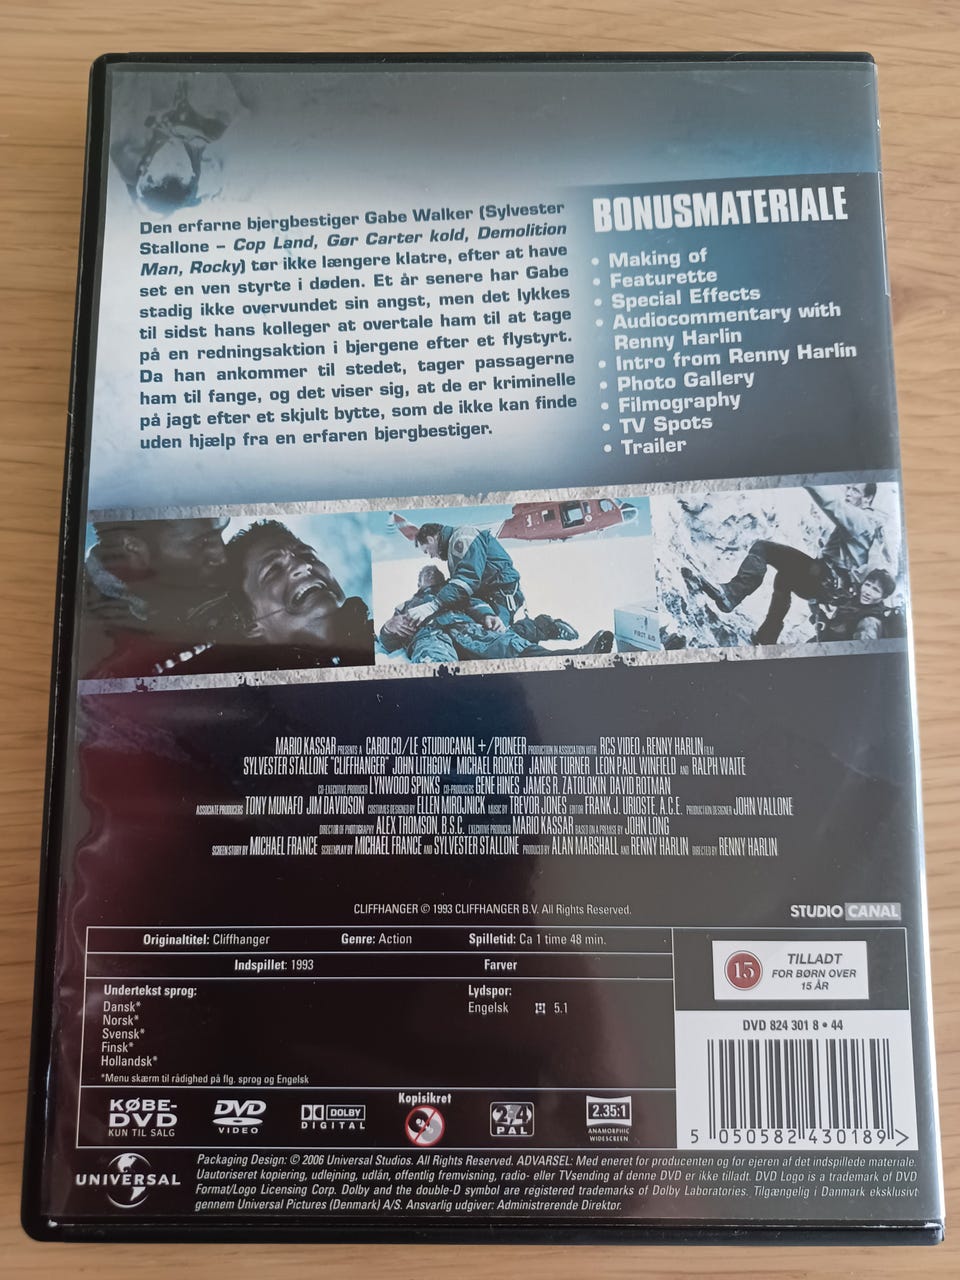 Den erfarne bjergbestiger Gabe Walker (Sylvester
Stallone – Cop Land, Gør Carter kold, Demolition
Man, Rocky) tør ikke længere klatre, efter at have
set en ven styrte i døden. Et år senere har Gabe
stadig ikke overvundet sin angst, men det lykkes
til sidst hans kolleger at overtale ham til at tage
på en redningsaktion i bjergene efter et flystyrt.
Da han ankommer til stedet, tager passagerne
ham til fange, og det viser sig, at de er kriminelle
på jagt efter et skjult bytte, som de ikke kan finde
uden hjælp fra en erfaren bjergbestiger.
BONUSMATERIALE
• Making of
• Featurette
• Special Effects
• Audiocommentary with
Renny Harlin
• Intro from Renny Harlin
• Photo Gallery
• Filmography
• TV Spots
• Trailer
FIRST AID
MARIO KASSAR PRESENTS A CAROLCO/LE STUDIOCANAL+/PIONEER PRODUCTION IN ASSOCIATION WITH RCS VIDEO A RENNY HARLIN FILM
SYLVESTER STALLONE "CLIFFHANGER" JOHN LITHGOW MICHAEL ROOKER JANINE TURNER LEON PAUL WINFIELD AND RALPH WAITE
CO-EXECUTIVE PRODUCER LYNWOOD SPINKS CO-PRODUCERS GENE HINES JAMES R. ZATOLOKIN DAVID ROTMAN
ASSOCIATE PRODUCERS TONY MUNAFO JIM DAVIDSON COSTUMES DESIGNED BY ELLEN MIROJNICK MUSIC BY TREVOR JONES EDITOR FRANK J. URIOSTE, A.C.E. PRODUCTION DESIGNER JOHN VALLONE
DIRECTOR OF PHOTOGRAPHY ALEX THOMSON, B.S.C. EXECUTIVE PRODUCER MARIO KASSAR BASED ON A PREMISE BY JOHN LONG
SCREEN STORY BY MICHAEL FRANCE SCREENPLAY BY MICHAEL FRANCE AND SYLVESTER STALLONE PRODUCED BY ALAN MARSHALL AND RENNY HARLIN DIRECTED BY RENNY HARLIN
CLIFFHANGER © 1993 CLIFFHANGER B.V. All Rights Reserved.
STUDIO CANAL
Originaltitel: Cliffhanger Genre: Action Spilletid: Ca 1 time 48 min.
Indspillet: 1993 Farver
Undertekst sprog:
Dansk*
Norsk*
Svensk*
Finsk*
Hollandsk*
*Menu skærm til rådighed på flg. sprog og Engelsk
Lydspor:
Engelsk 5.1
15 TILLADT
FOR BØRN OVER
15 ÅR
DVD 824 301 8 • 44
5 050582 430189 >
KØBE-
DVD
KUN TIL SALG
DVD
VIDEO
DOLBY
DIGITAL
Kopisikret
2 4
PAL
2.35:1
ANAMORPHIC
WIDESCREEN
UNIVERSAL
Packaging Design: © 2006 Universal Studios. All Rights Reserved. ADVARSEL: Med eneret for producenten og for ejeren af det indspillede materiale.
Uautoriseret kopiering, udlejning, udlån, offentlig fremvisning, radio- eller TVsending af denne DVD er ikke tilladt. DVD Logo is a trademark of DVD
Format/Logo Licensing Corp. Dolby and the double-D symbol are registered trademarks of Dolby Laboratories. Tilgængelig i Danmark eksklusivt
gennem Universal Pictures (Denmark) A/S. Ansvarlig udgiver: Administrerende Direktor.